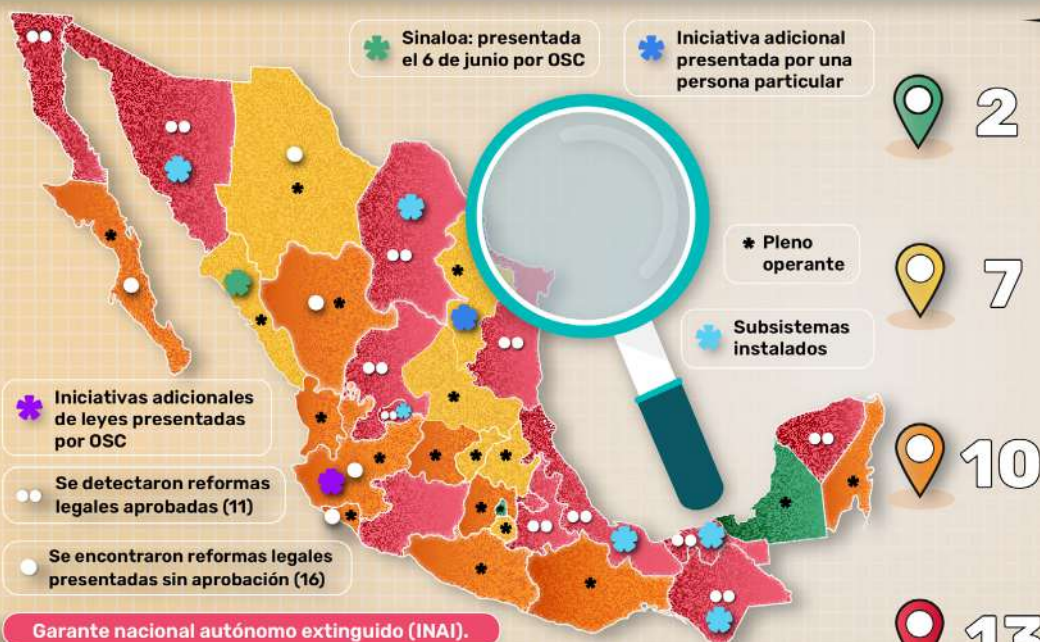 Sinaloa: presentada
el 6 de junio por OSC
Iniciativa adicional
presentada por una
persona particular
2
* Pleno
operante
7
Subsistemas
instalados
Iniciativas adicionales
de leyes presentadas
por OSC
10
Se detectaron reformas
legales aprobadas (11)
Se encontraron reformas legales
presentadas sin aprobación (16)
Garante nacional autónomo extinguido (INAI).
13